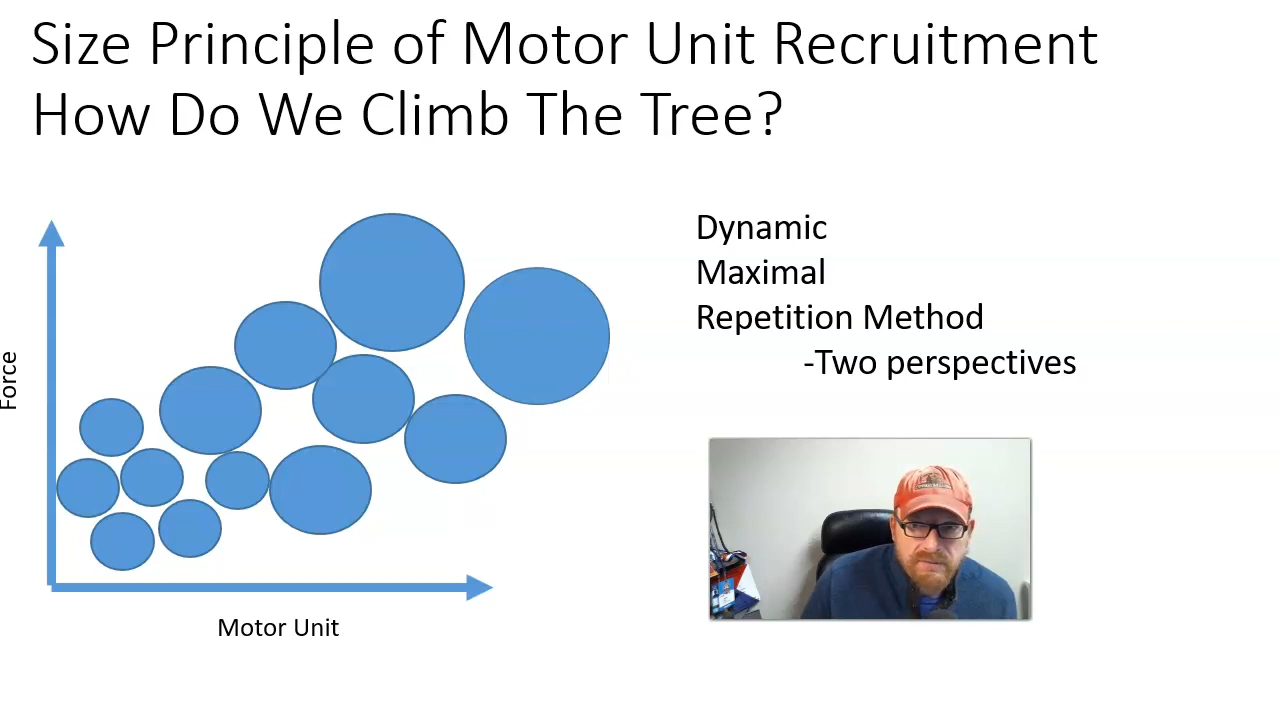 Size Principle of Motor Unit Recruitment
How Do We Climb The Tree?
Dynamic
Maximal
Repetition Method
-Two perspectives
Force
Motor Unit